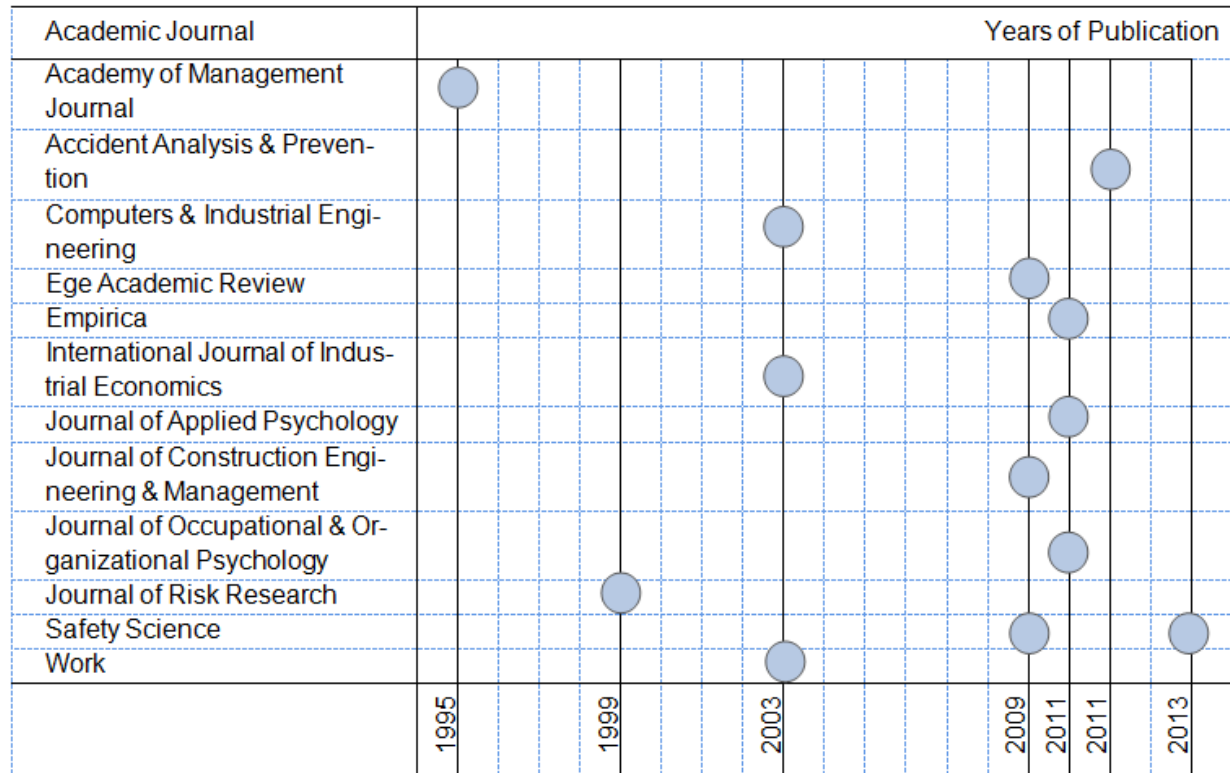 Academic Journal
Years of Publication
Academy of Management
Journal
Accident Analysis & Preven-
tion
Computers & Industrial Engi-
neering
Ege Academic Review
Empirica
International Journal of Indus-
trial Economics
Journal of Applied Psychology
Journal of Construction Engi-
neering & Management
Journal of Occupational & Or-
ganizational Psychology
Journal of Risk Research
Safety Science
Work
1995
1999
2003
2009
2011
2011
2013